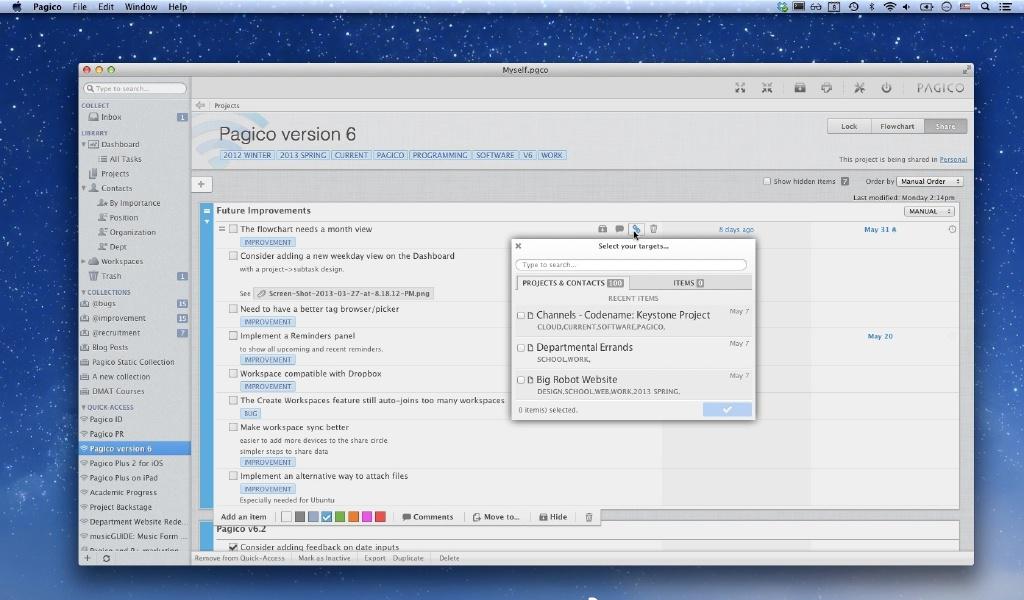 Pagico File Edit Window Help
Myself.pgco
Type to search...
PAGICO
COLLECT
Inbox 1
LIBRARY
Dashboard
All Tasks
Projects
Contacts
By Importance
Position
Organization
Dept
Workspaces
Trash 1
COLLECTIONS
@bugs 15
@improvement 15
@recruitment 7
Blog Posts
Pagico Static Collection
A new collection
DMAT Courses
QUICK-ACCESS
Pagico ID
Pagico PR
Pagico version 6
Pagico Plus 2 for iOS
Pagico Plus on iPad
Academic Progress
Project Backstage
Department Website Rede...
musicGUIDE: Music Form ...
Projects
Pagico version 6
2012 WINTER 2013 SPRING CURRENT PAGICO PROGRAMMING SOFTWARE V6 WORK
Lock Flowchart Share
This project is being shared in Personal
+
Show hidden items 7 Order by Manual Order
Last modified: Monday 2:14pm
Future Improvements
MANUAL
The flowchart needs a month view
8 days ago
May 31
IMPROVEMENT
Consider adding a new weekday view on the Dashboard
with a project->subtask design.
See Screen-Shot-2013-03-27-at-8.18.12-PM.png
Need to have a better tag browser/picker
IMPROVEMENT
Implement a Reminders panel
May 20
to show all upcoming and recent reminders.
IMPROVEMENT
Workspace compatible with Dropbox
IMPROVEMENT
The Create Workspaces feature still auto-joins too many workspaces
BUG
Make workspace sync better
easier to add more devices to the share circle
simpler steps to share data
IMPROVEMENT
Implement an alternative way to attach files
IMPROVEMENT
Especially needed for Ubuntu
Select your targets...
Type to search...
PROJECTS & CONTACTS 100 ITEMS 0
RECENT ITEMS
Channels - Codename: Keystone Project May 7
CLOUD,CURRENT,SOFTWARE,PAGICO,
Departmental Errands May 7
SCHOOL,WORK,
Big Robot Website May 7
DESIGN,SCHOOL,WEB,WORK,2013 SPRING,
0 item(s) selected.
Add an item Comments Move to... Hide
Pagico v6.2
Consider adding feedback on date inputs
Remove from Quick-Access Mark as Inactive Export Duplicate Delete